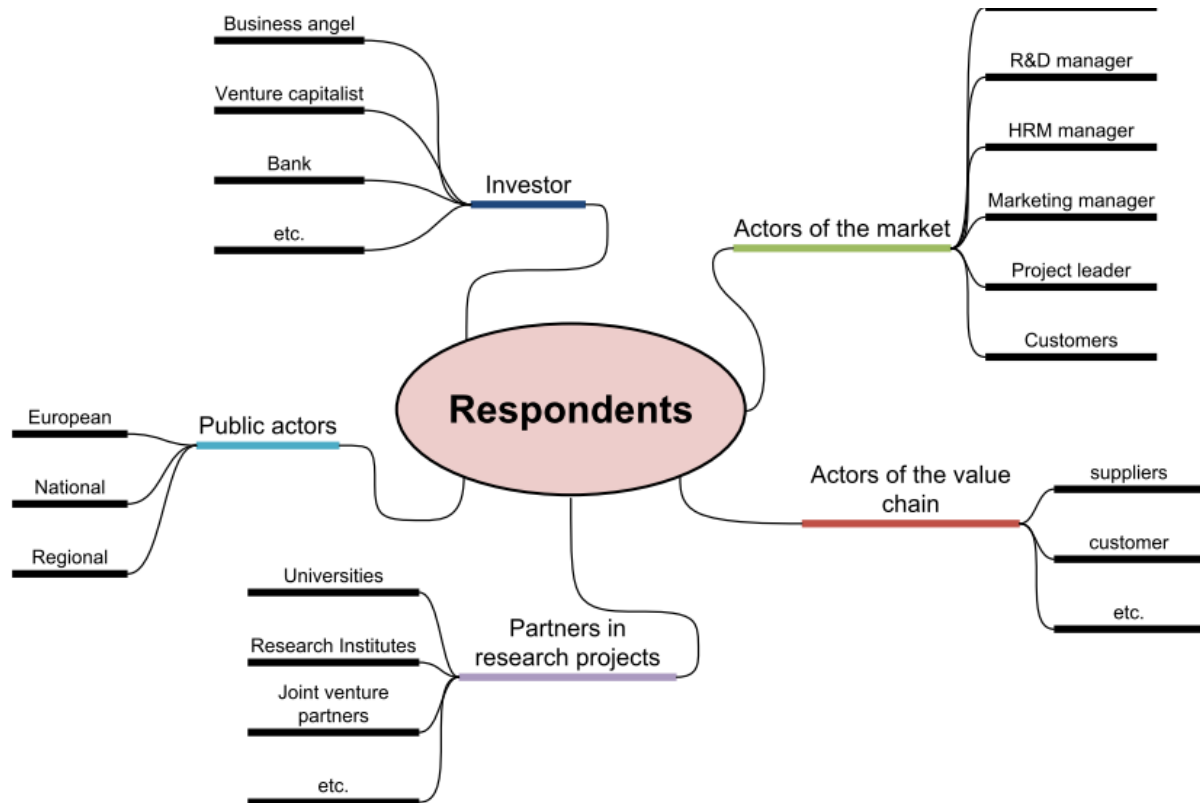 Business angel
Venture capitalist
Bank
etc.
Investor
R&D manager
HRM manager
Marketing manager
Project leader
Customers
Actors of the market
Respondents
European
National
Regional
Public actors
Actors of the value
chain
suppliers
customer
etc.
Universities
Research Institutes
Joint venture
partners
etc.
Partners in
research projects